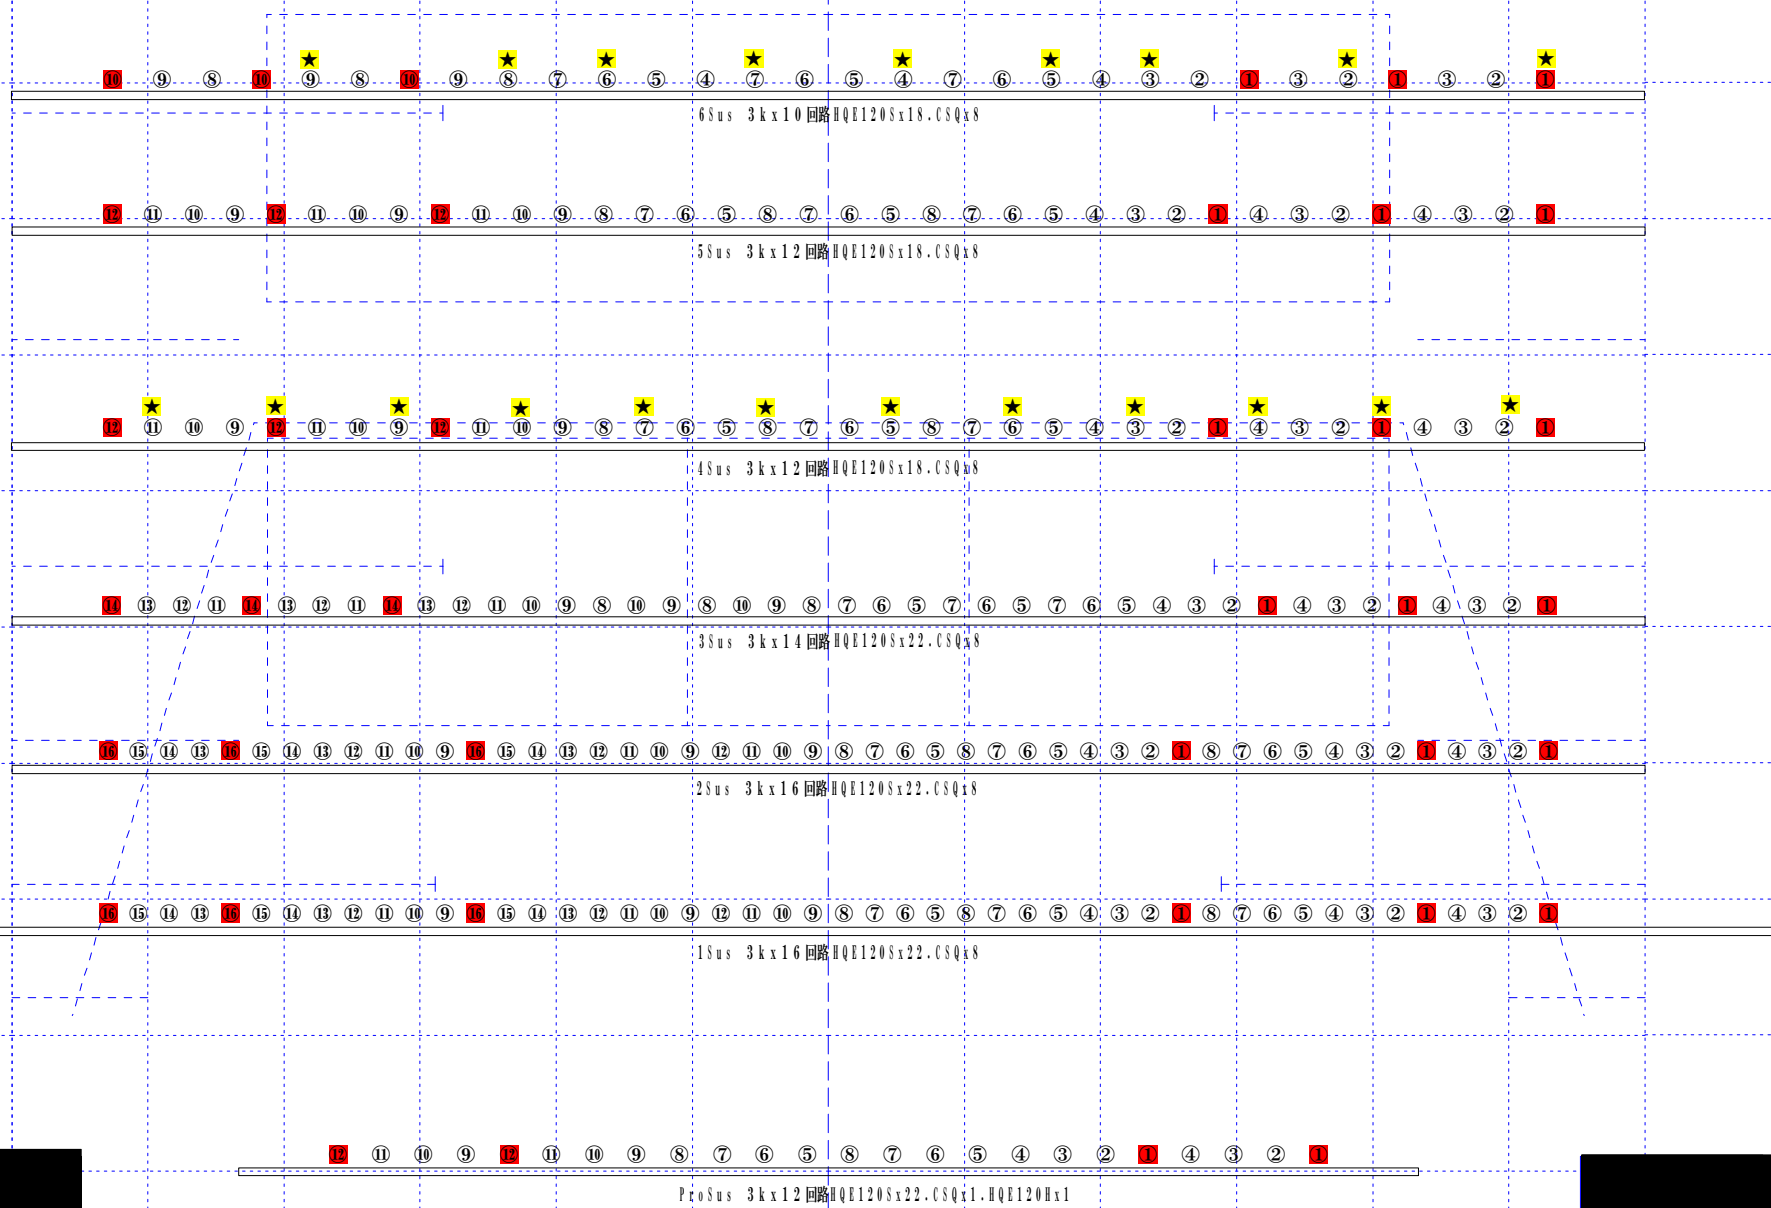 ★ ★ ★ ★ ★ ★ ★ ★ ★
⑩ ⑨ ⑧ ⑩ ⑨ ⑧ ⑩ ⑨ ⑧ ⑦ ⑥ ⑤ ④ ⑦ ⑥ ⑤ ④ ⑦ ⑥ ⑤ ④ ③ ② ① ③ ② ① ③ ② ①
6Sus 3kx10回路HQE120Sx18.CSQx8
⑫ ⑪ ⑩ ⑨ ⑫ ⑪ ⑩ ⑨ ⑫ ⑪ ⑩ ⑨ ⑧ ⑦ ⑥ ⑤ ⑧ ⑦ ⑥ ⑤ ⑧ ⑦ ⑥ ⑤ ④ ③ ② ① ④ ③ ② ① ④ ③ ② ①
5Sus 3kx12回路HQE120Sx18.CSQx8
★ ★ ★ ★ ★ ★ ★ ★ ★ ★ ★ ★
⑫ ⑪ ⑩ ⑨ ⑫ ⑪ ⑩ ⑨ ⑫ ⑪ ⑩ ⑨ ⑧ ⑦ ⑥ ⑤ ⑧ ⑦ ⑥ ⑤ ⑧ ⑦ ⑥ ⑤ ④ ③ ② ① ④ ③ ② ① ④ ③ ② ①
4Sus 3kx12回路HQE120Sx18.CSQx8
⑭ ⑬ ⑫ ⑪ ⑭ ⑬ ⑫ ⑪ ⑭ ⑬ ⑫ ⑪ ⑩ ⑨ ⑧ ⑩ ⑨ ⑧ ⑩ ⑨ ⑧ ⑦ ⑥ ⑤ ⑦ ⑥ ⑤ ⑦ ⑥ ⑤ ④ ③ ② ① ④ ③ ② ① ④ ③ ② ①
3Sus 3kx14回路HQE120Sx22.CSQx8
⑯ ⑮ ⑭ ⑬ ⑯ ⑮ ⑭ ⑬ ⑫ ⑪ ⑩ ⑨ ⑯ ⑮ ⑭ ⑬ ⑫ ⑪ ⑩ ⑨ ⑫ ⑪ ⑩ ⑨ ⑧ ⑦ ⑥ ⑤ ⑧ ⑦ ⑥ ⑤ ④ ③ ② ① ⑧ ⑦ ⑥ ⑤ ④ ③ ② ① ④ ③ ② ①
2Sus 3kx16回路HQE120Sx22.CSQx8
⑯ ⑮ ⑭ ⑬ ⑯ ⑮ ⑭ ⑬ ⑫ ⑪ ⑩ ⑨ ⑯ ⑮ ⑭ ⑬ ⑫ ⑪ ⑩ ⑨ ⑫ ⑪ ⑩ ⑨ ⑧ ⑦ ⑥ ⑤ ⑧ ⑦ ⑥ ⑤ ④ ③ ② ① ⑧ ⑦ ⑥ ⑤ ④ ③ ② ① ④ ③ ② ①
1Sus 3kx16回路HQE120Sx22.CSQx8
⑫ ⑪ ⑩ ⑨ ⑫ ⑪ ⑩ ⑨ ⑧ ⑦ ⑥ ⑤ ⑧ ⑦ ⑥ ⑤ ④ ③ ② ① ④ ③ ② ①
ProSus 3kx12回路HQE120Sx22.CSQx1.HQE120Hx1